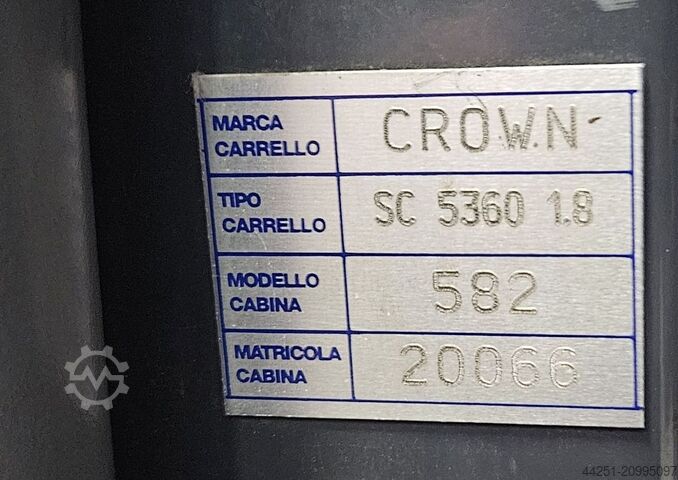 MARCA
CARRELLO
CROWN
TIPO
CARRELLO
SC 5360 1.8
MODELLO
CABINA
582
MATRICOLA
CABINA
20066
44251-20995097